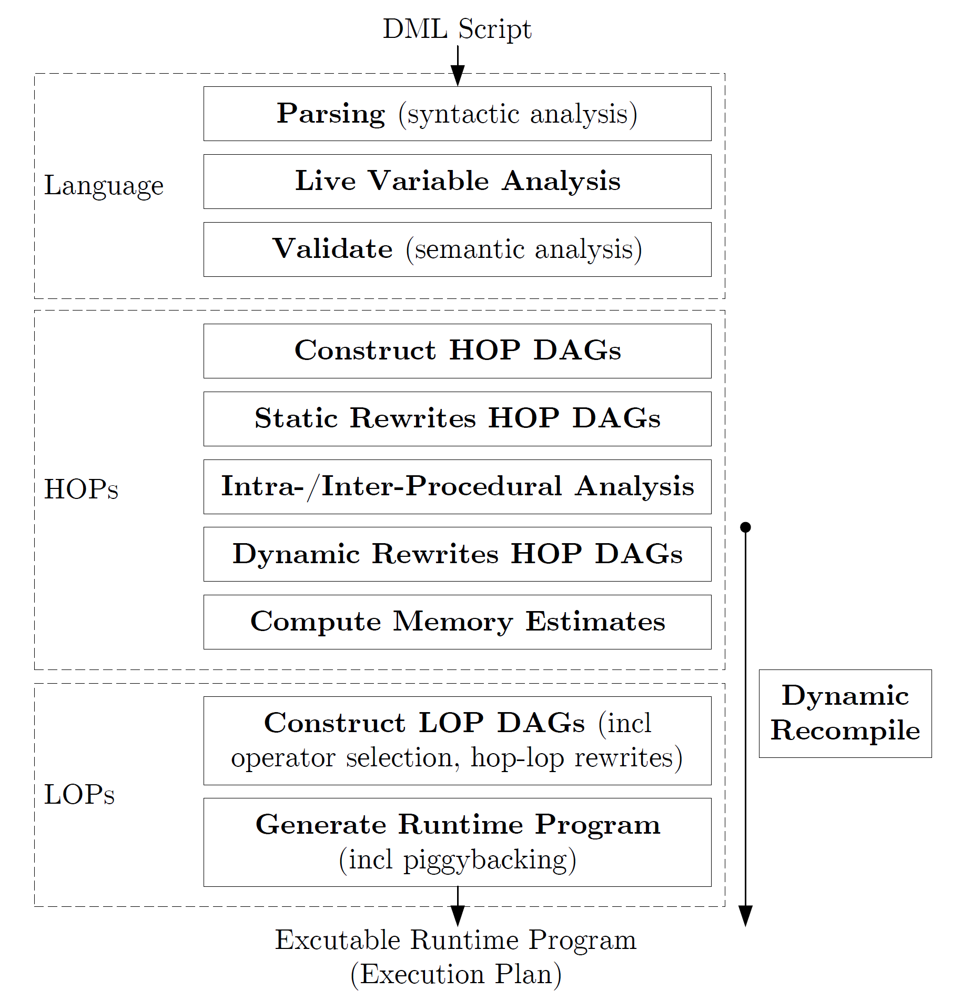 DML Script
Parsing (syntactic analysis)
Live Variable Analysis
Language
Validate (semantic analysis)
Construct HOP DAGs
Static Rewrites HOP DAGs
HOPs
Intra-/Inter-Procedural Analysis
Dynamic Rewrites HOP DAGs
Compute Memory Estimates
Construct LOP DAGs (incl
operator selection, hop-lop rewrites)
LOPs
Generate Runtime Program
(incl piggybacking)
Dynamic
Recompile
Excutable Runtime Program
(Execution Plan)